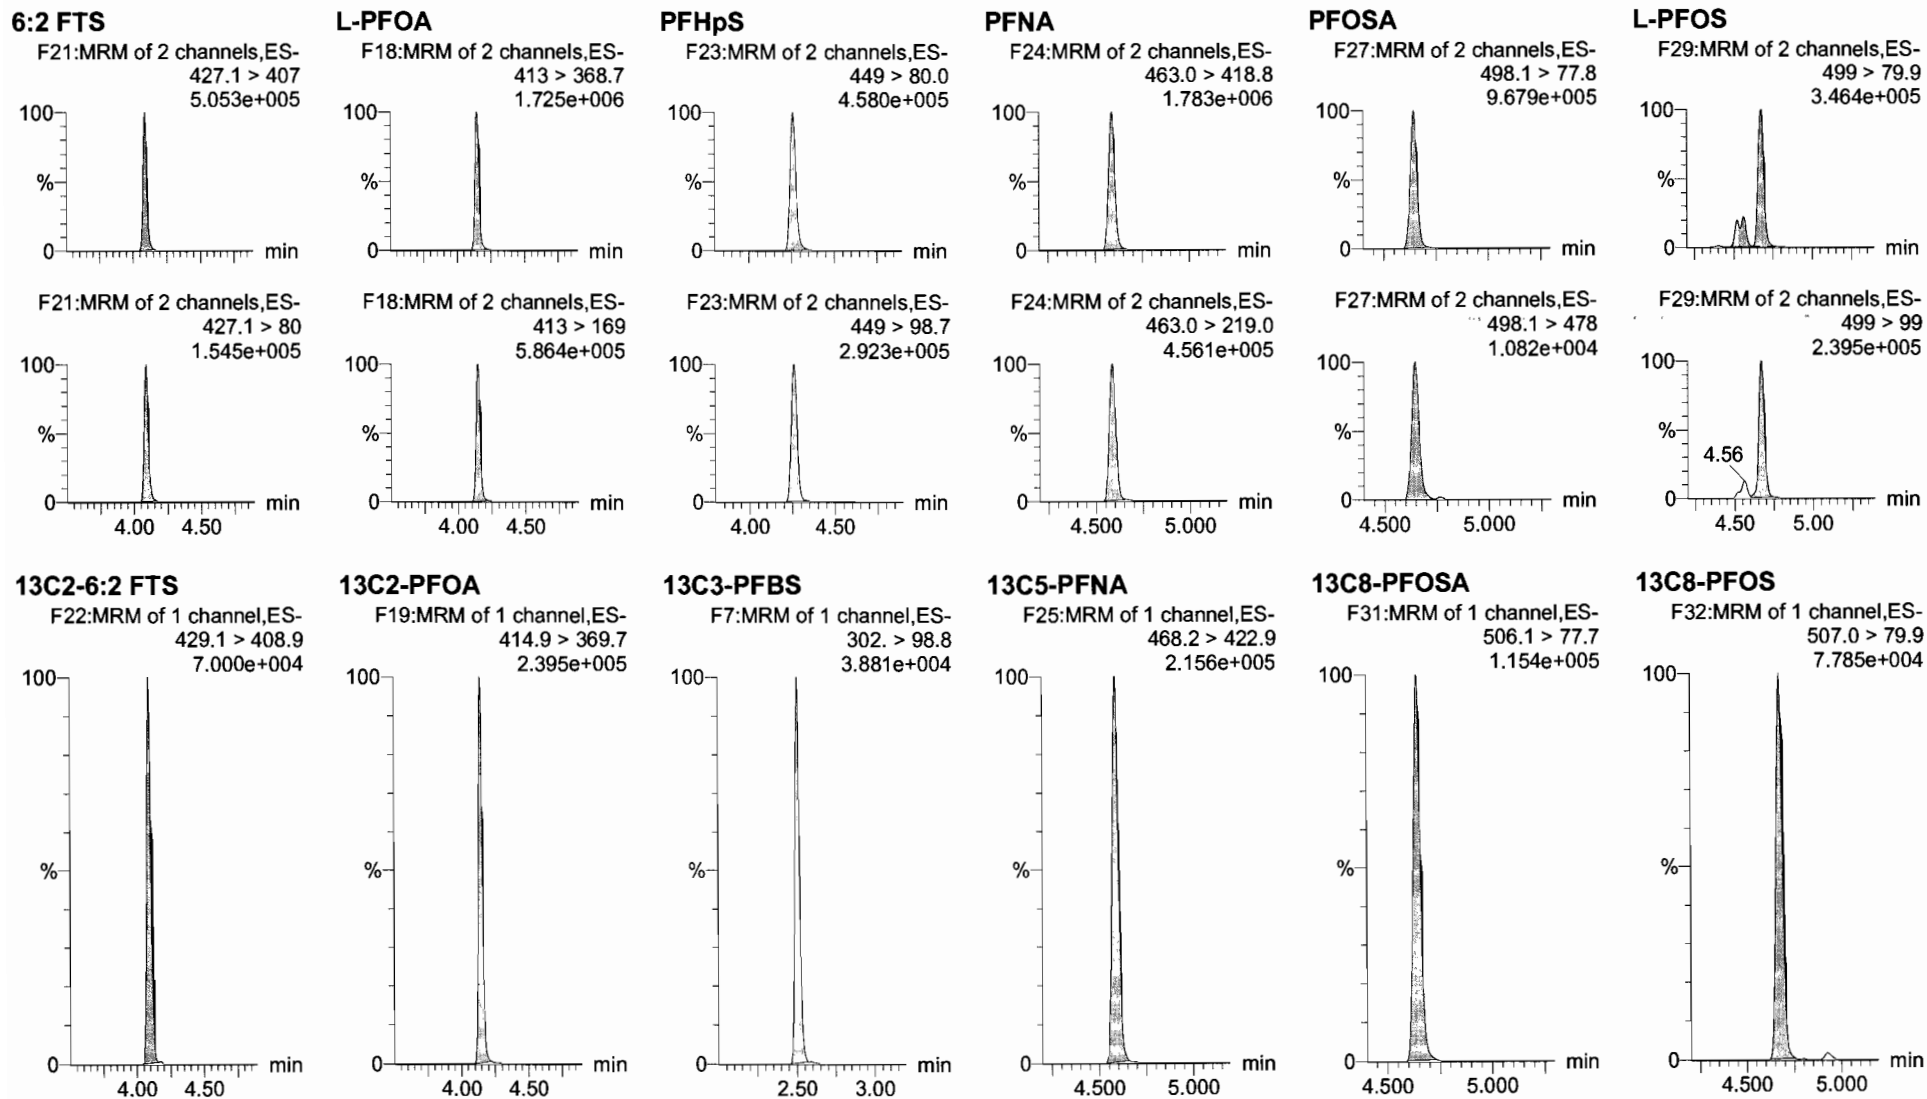 6:2 FTS
F21:MRM of 2 channels,ES-
427.1 > 407
5.053e+005
100
%
0
min
F21:MRM of 2 channels,ES-
427.1 > 80
1.545e+005
100
%
0
min
4.00 4.50
L-PFOA
F18:MRM of 2 channels,ES-
413 > 368.7
1.725e+006
100
%
0
min
F18:MRM of 2 channels,ES-
413 > 169
5.864e+005
100
%
0
min
4.00 4.50
PFHpS
F23:MRM of 2 channels,ES-
449 > 80.0
4.580e+005
100
%
0
min
F23:MRM of 2 channels,ES-
449 > 98.7
2.923e+005
100
%
0
min
4.00 4.50
PFNA
F24:MRM of 2 channels,ES-
463.0 > 418.8
1.783e+006
100
%
0
min
F24:MRM of 2 channels,ES-
463.0 > 219.0
4.561e+005
100
%
0
min
4.500 5.000
PFOSA
F27:MRM of 2 channels,ES-
498.1 > 77.8
9.679e+005
100
%
0
min
F27:MRM of 2 channels,ES-
498.1 > 478
1.082e+004
100
%
0
min
4.500 5.000
L-PFOS
F29:MRM of 2 channels,ES-
499 > 79.9
3.464e+005
100
%
0
min
F29:MRM of 2 channels,ES-
499 > 99
2.395e+005
100
%
4.56
0
min
4.50 5.00
13C2-6:2 FTS
F22:MRM of 1 channel,ES-
429.1 > 408.9
7.000e+004
100
%
0
min
4.00 4.50
13C2-PFOA
F19:MRM of 1 channel,ES-
414.9 > 369.7
2.395e+005
100
%
0
min
4.00 4.50
13C3-PFBS
F7:MRM of 1 channel,ES-
302. > 98.8
3.881e+004
100
%
0
min
2.50 3.00
13C5-PFNA
F25:MRM of 1 channel,ES-
468.2 > 422.9
2.156e+005
100
%
0
min
4.500 5.000
13C8-PFOSA
F31:MRM of 1 channel,ES-
506.1 > 77.7
1.154e+005
100
%
0
min
4.500 5.000
13C8-PFOS
F32:MRM of 1 channel,ES-
507.0 > 79.9
7.785e+004
100
%
0
min
4.500 5.000